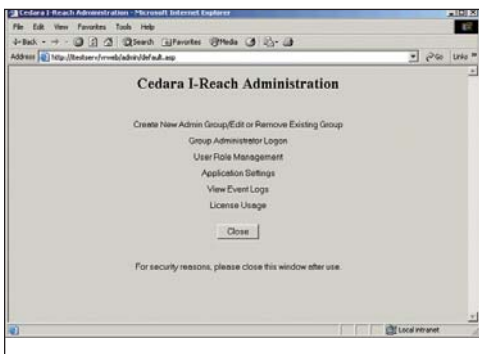 Cedara I-Reach Administration - Microsoft Internet Explorer
File Edit View Favorites Tools Help
Back Search Favorites Media
Address http://itestserv/vrweb/admin/default.asp Go Links »
Cedara I-Reach Administration
Create New Admin Group/Edit or Remove Existing Group
Group Administrator Logon
User Role Management
Application Settings
View Event Logs
License Usage
Close
For security reasons, please close this window after use.
Local intranet